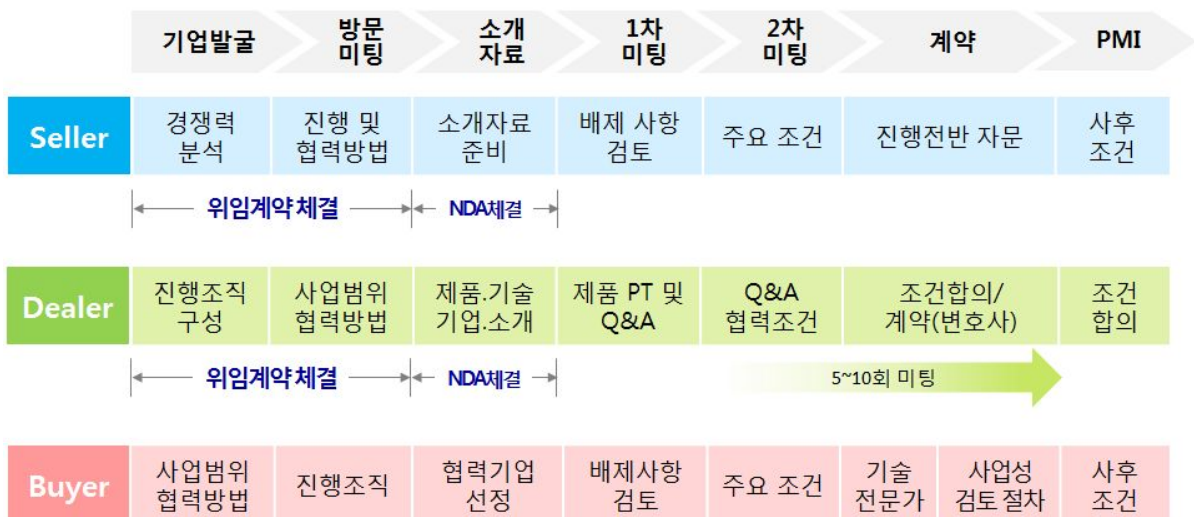 기업발굴
방문
미팅
소개
자료
1차
미팅
2차
미팅
계약
PMI
Seller
경쟁력
분석
진행 및
협력방법
소개자료
준비
배제 사항
검토
주요 조건
진행전반 자문
사후
조건
위임계약 체결
NDA체결
Dealer
진행조직
구성
사업범위
협력방법
제품.기술
기업.소개
제품 PT 및
Q&A
Q&A
협력조건
조건합의/
계약(변호사)
조건
합의
위임계약 체결
NDA체결
5~10회 미팅
Buyer
사업범위
협력방법
진행조직
협력기업
선정
배제사항
검토
주요 조건
기술
전문가
사업성
검토 절차
사후
조건